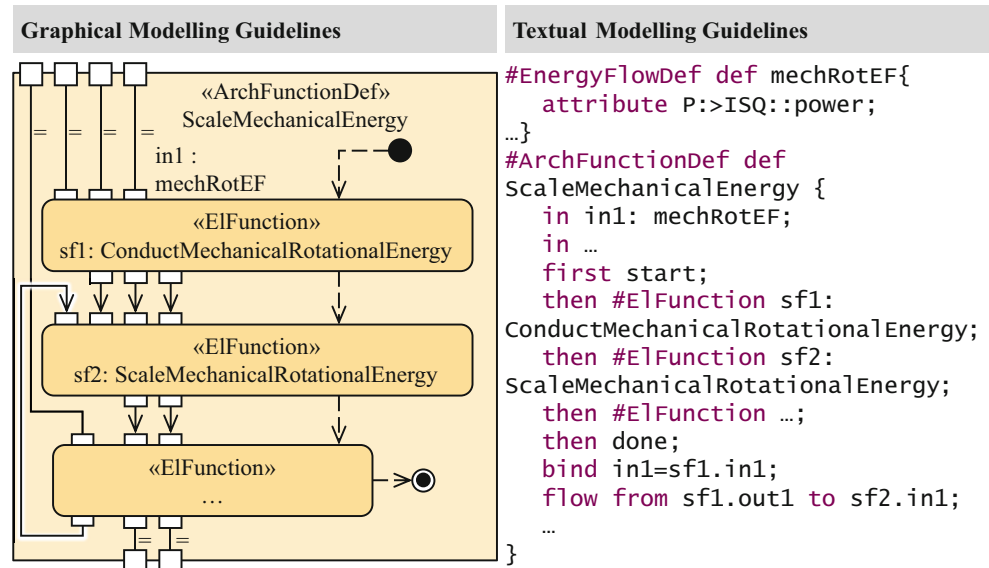 Graphical Modelling Guidelines
«ArchFunctionDef»
ScaleMechanicalEnergy
= = = =
in1 :
mechRotEF
«ElFunction»
sf1: ConductMechanicalRotationalEnergy
«ElFunction»
sf2: ScaleMechanicalRotationalEnergy
«ElFunction»
…
= =
Textual Modelling Guidelines
#EnergyFlowDef def mechRotEF{
attribute P:>ISQ::power;
…}
#ArchFunctionDef def
ScaleMechanicalEnergy {
in in1: mechRotEF;
in …
first start;
then #ElFunction sf1:
ConductMechanicalRotationalEnergy;
then #ElFunction sf2:
ScaleMechanicalRotationalEnergy;
then #ElFunction …;
then done;
bind in1=sf1.in1;
flow from sf1.out1 to sf2.in1;
…
}